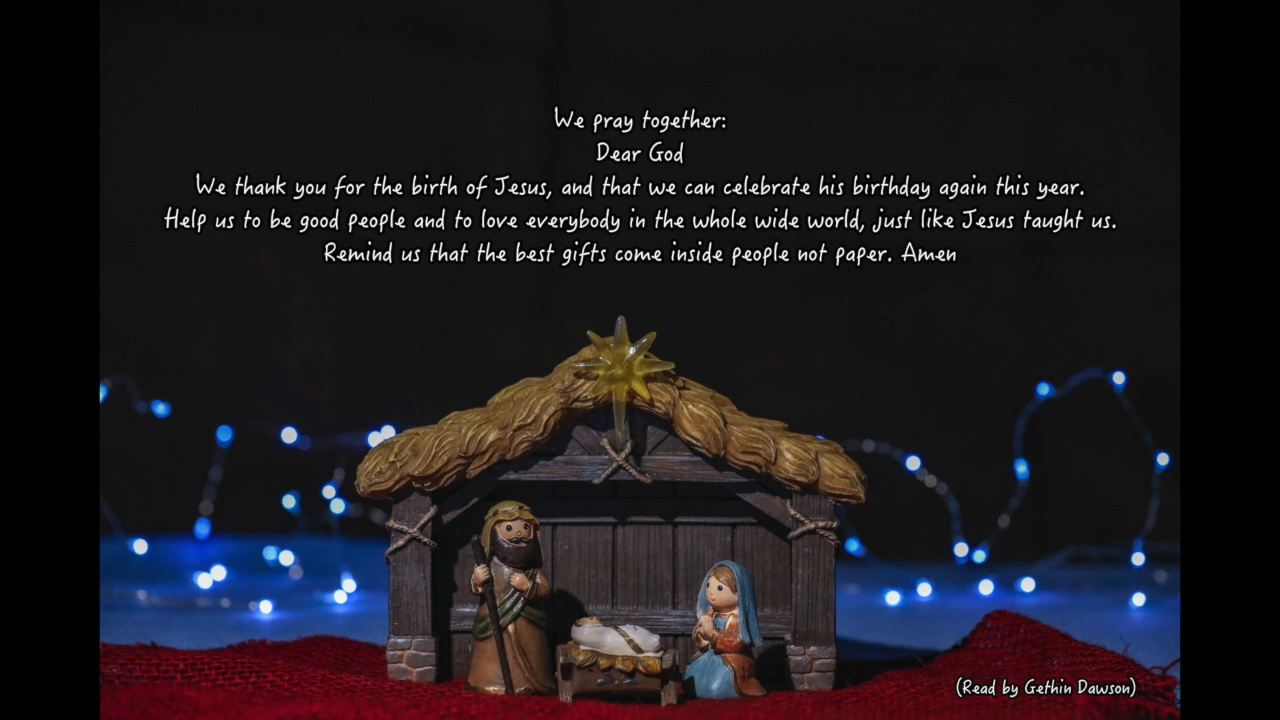 We pray together:
Dear God
We thank you for the birth of Jesus, and that we can celebrate his birthday again this year.
Help us to be good people and to love everybody in the whole wide world, just like Jesus taught us.
Remind us that the best gifts come inside people not paper. Amen
(Read by Gethin Dawson)